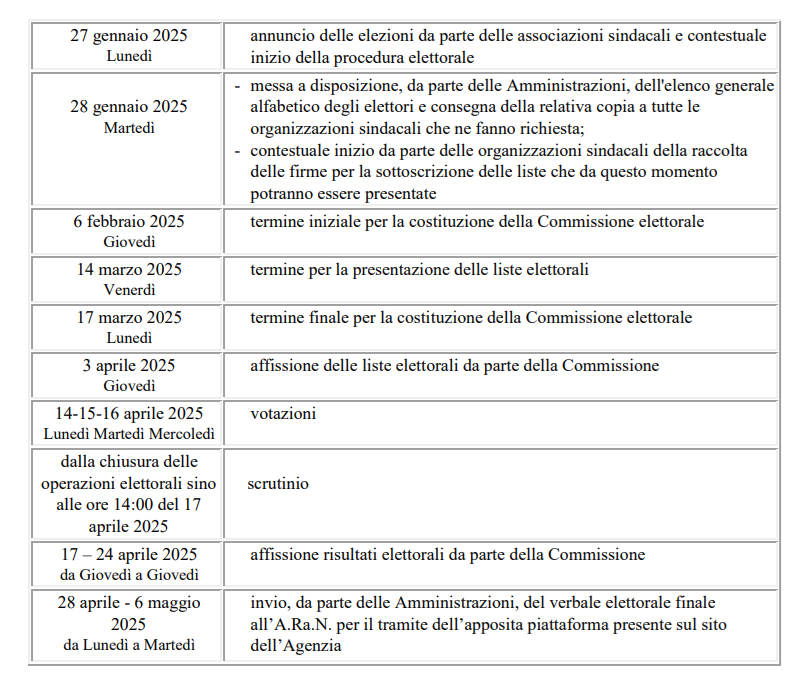 27 gennaio 2025
Lunedì
annuncio delle elezioni da parte delle associazioni sindacali e contestuale
inizio della procedura elettorale
28 gennaio 2025
Martedì
- messa a disposizione, da parte delle Amministrazioni, dell'elenco generale
alfabetico degli elettori e consegna della relativa copia a tutte le
organizzazioni sindacali che ne fanno richiesta;
- contestuale inizio da parte delle organizzazioni sindacali della raccolta
delle firme per la sottoscrizione delle liste che da questo momento
potranno essere presentate
6 febbraio 2025
Giovedì
termine iniziale per la costituzione della Commissione elettorale
14 marzo 2025
Venerdì
termine per la presentazione delle liste elettorali
17 marzo 2025
Lunedì
termine finale per la costituzione della Commissione elettorale
3 aprile 2025
Giovedì
affissione delle liste elettorali da parte della Commissione
14-15-16 aprile 2025
Lunedì Martedì Mercoledì
votazioni
dalla chiusura delle
operazioni elettorali sino
alle ore 14:00 del 17
aprile 2025
scrutinio
17 – 24 aprile 2025
da Giovedì a Giovedì
affissione risultati elettorali da parte della Commissione
28 aprile - 6 maggio
2025
da Lunedì a Martedì
invio, da parte delle Amministrazioni, del verbale elettorale finale
all’A.Ra.N. per il tramite dell’apposita piattaforma presente sul sito
dell’Agenzia